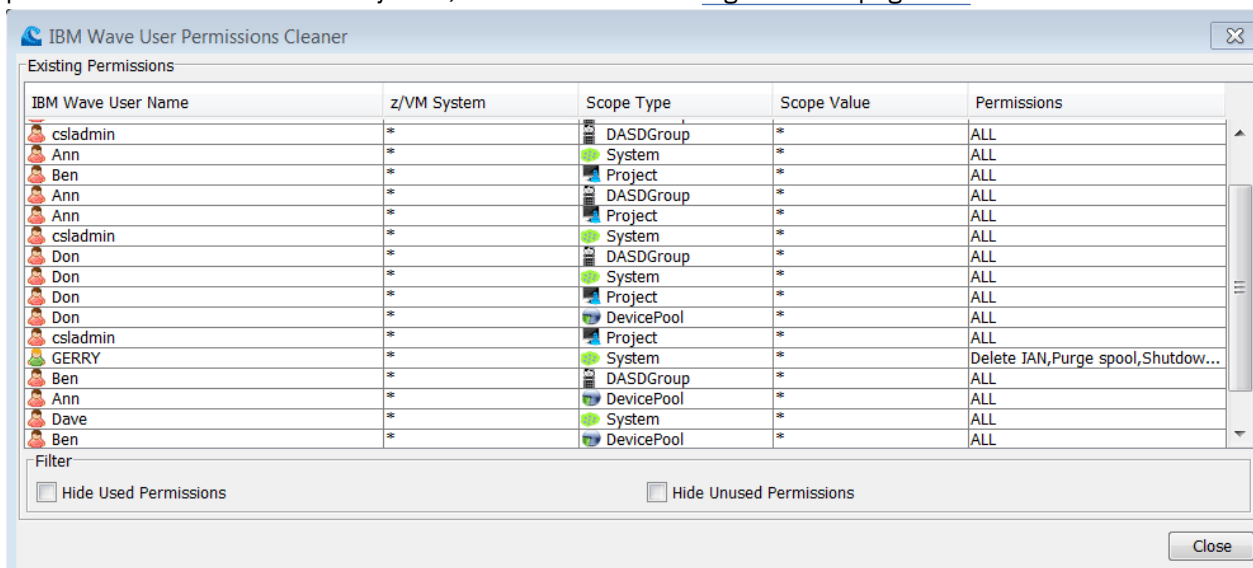 IBM Wave User Permissions Cleaner
Existing Permissions
IBM Wave User Name z/VM System Scope Type Scope Value Permissions
csladmin * DASDGroup * ALL
Ann * System * ALL
Ben * Project * ALL
Ann * DASDGroup * ALL
Ann * Project * ALL
csladmin * System * ALL
Don * DASDGroup * ALL
Don * System * ALL
Don * Project * ALL
Don * DevicePool * ALL
csladmin * Project * ALL
GERRY * System * Delete IAN,Purge spool,Shutdow...
Ben * DASDGroup * ALL
Ann * DevicePool * ALL
Dave * System * ALL
Ben * DevicePool * ALL
Filter
Hide Used Permissions Hide Unused Permissions
Close